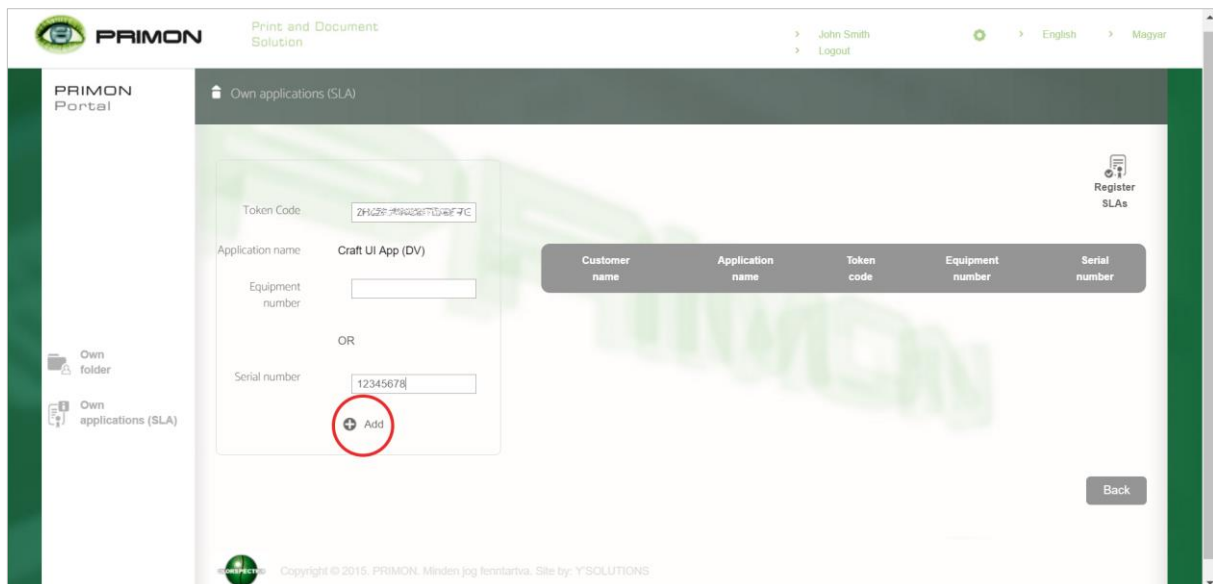 PRIMON
Print and Document
Solution
John Smith
Logout
English
Magyar
PRIMON
Portal
Own applications (SLA)
Register
SLAs
Token Code
Application name
Craft UI App (DV)
Equipment
number
OR
Serial number
12345678
Add
Customer
name
Application
name
Token
code
Equipment
number
Serial
number
Own
folder
Own
applications (SLA)
Back
Copyright © 2015, PRIMON. Minden jog fenntartva. Site by: Y'SOLUTIONS